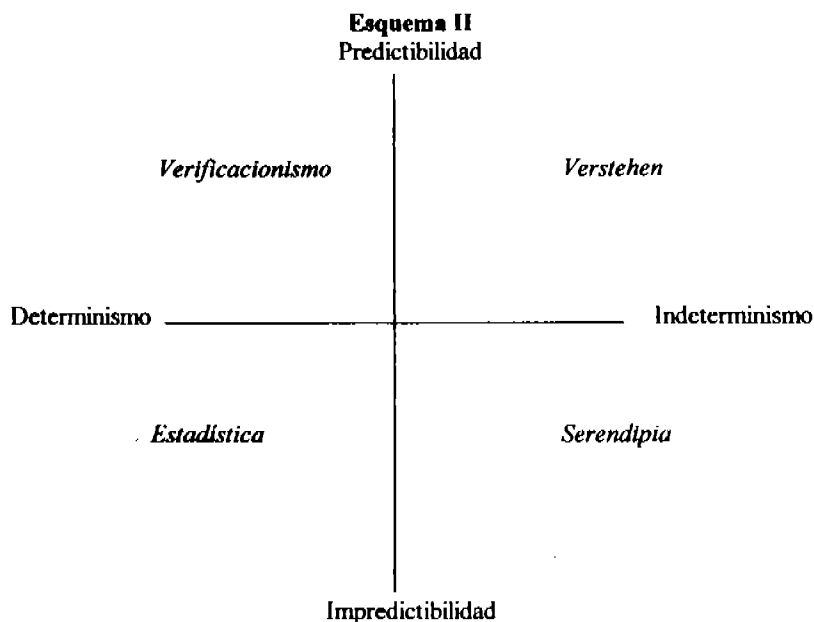 Esquema II
Predictibilidad
Verificacionismo
Verstehen
Determinismo
Indeterminismo
Estadística
Serendipia
Impredictibilidad